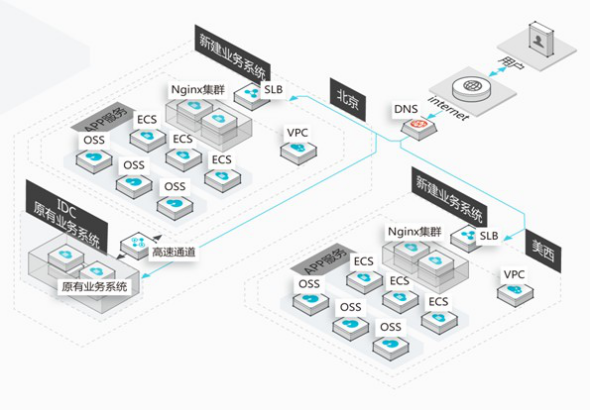 用户
Internet
DNS
北京
新建业务系统
Nginx集群
SLB
APP服务
ECS
OSS
ECS
VPC
OSS
ECS
OSS
IDC
原有业务系统
高速通道
原有业务系统
新建业务系统
美西
Nginx集群
SLB
APP服务
ECS
VPC
OSS
ECS
OSS
ECS
OSS